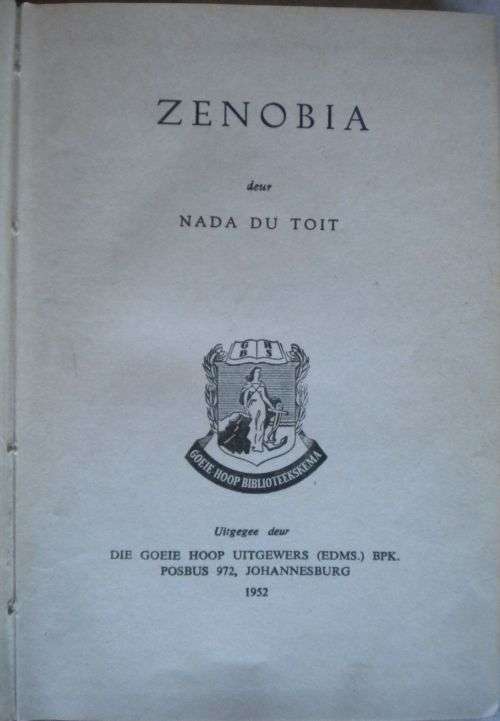 ZENOBIA
deur
NADA DU TOIT
G H
B S
GOEIE HOOP BIBLIOTEEKSKEMA
Uitgegee deur
DIE GOEIE HOOP UITGEWERS (EDMS.) BPK.
POSBUS 972, JOHANNESBURG
1952